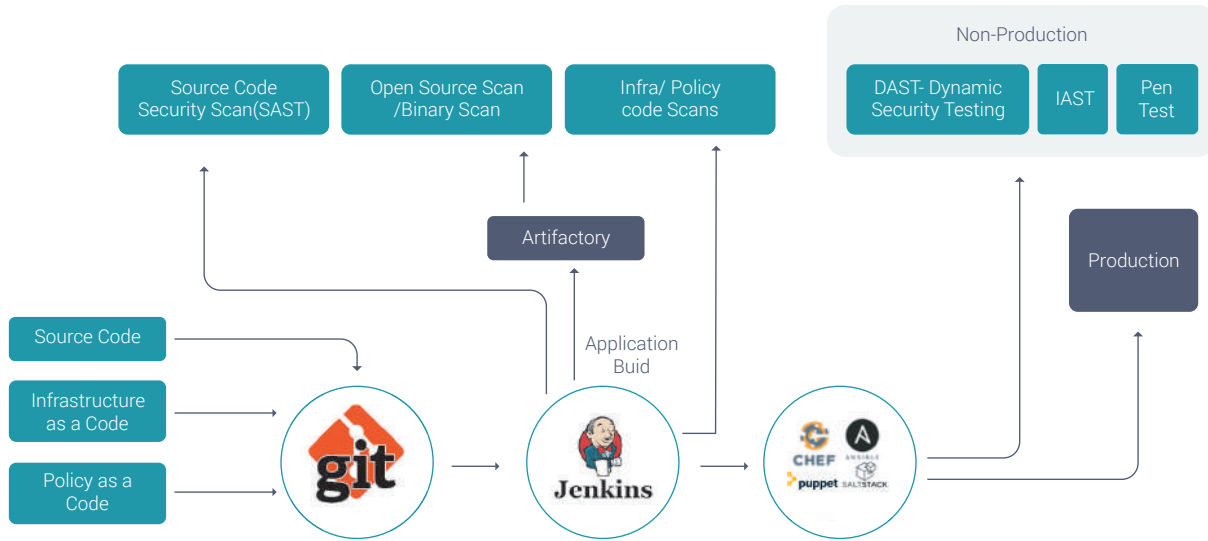 Non-Production
Source Code
Security Scan(SAST)
Open Source Scan
/Binary Scan
Infra/ Policy
code Scans
DAST- Dynamic
Security Testing
IAST
Pen
Test
Artifactory
Production
Source Code
Application
Buid
Infrastructure
as a Code
Policy as a
Code
git
Jenkins
CHEF
ANSIBLE
puppet
SALTSTACK